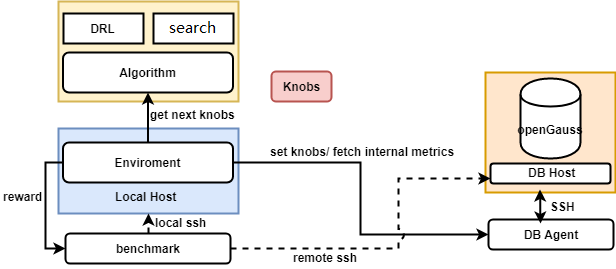 DRL
search
Algorithm
Knobs
get next knobs
openGauss
Enviroment
set knobs/ fetch internal metrics
DB Host
reward
Local Host
SSH
local ssh
benchmark
remote ssh
DB Agent